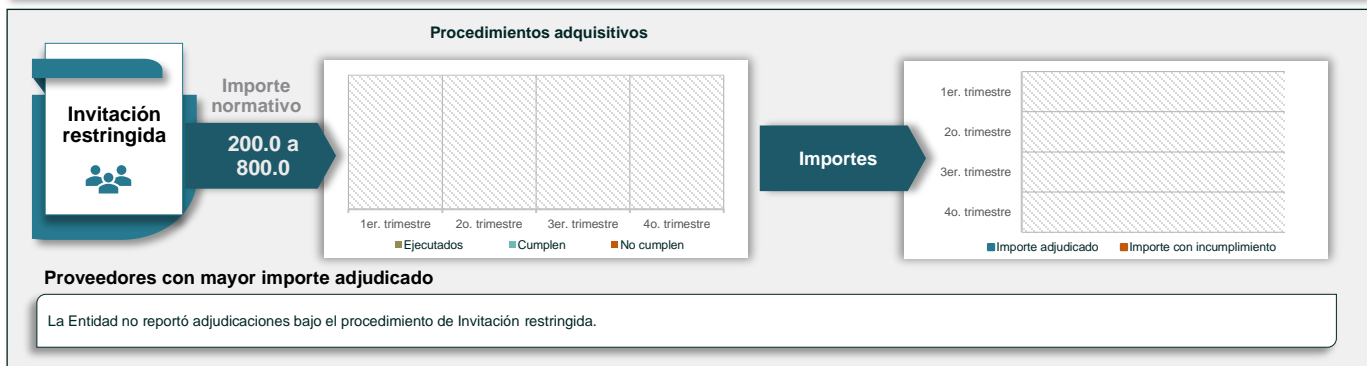 Procedimientos adquisitivos
Invitación
restringida
Importe
normativo
200.0 a
800.0
1er. trimestre 2o. trimestre 3er. trimestre 4o. trimestre
Ejecutados Cumplen No cumplen
Importes
1er. trimestre
2o. trimestre
3er. trimestre
4o. trimestre
Importe adjudicado Importe con incumplimiento
Proveedores con mayor importe adjudicado
La Entidad no reportó adjudicaciones bajo el procedimiento de Invitación restringida.